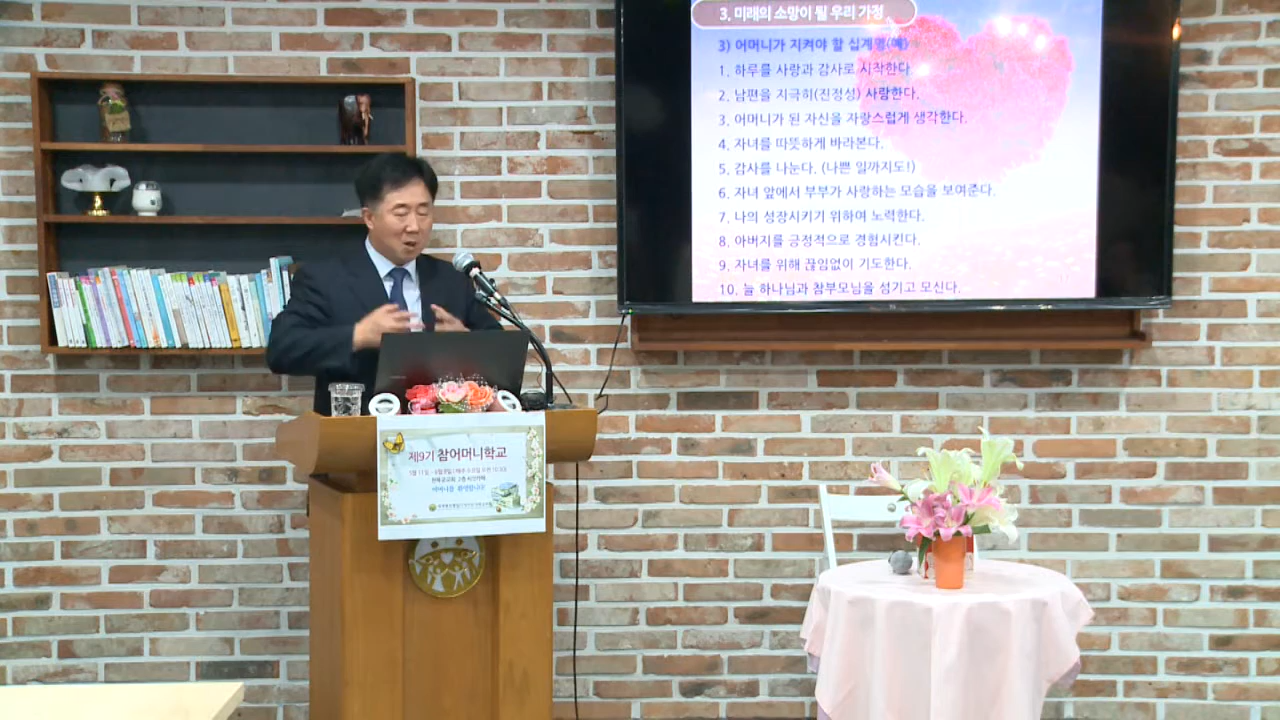 3. 미래의 소망이 될 우리 가정
3) 어머니가 지켜야 할 십계명(예)
1. 하루를 사랑과 감사로 시작한다.
2. 남편을 지극히(진정성) 사랑한다.
3. 어머니가 된 자신을 자랑스럽게 생각한다.
4. 자녀를 따뜻하게 바라본다.
5. 감사를 나눈다. (나쁜 일까지도!)
6. 자녀 앞에서 부부가 사랑하는 모습을 보여준다.
7. 나의 성장시키기 위하여 노력한다.
8. 아버지를 긍정적으로 경험시킨다.
9. 자녀를 위해 끊임없이 기도한다.
10. 늘 하나님과 참부모님을 섬기고 모신다.
제9기 참어머니학교